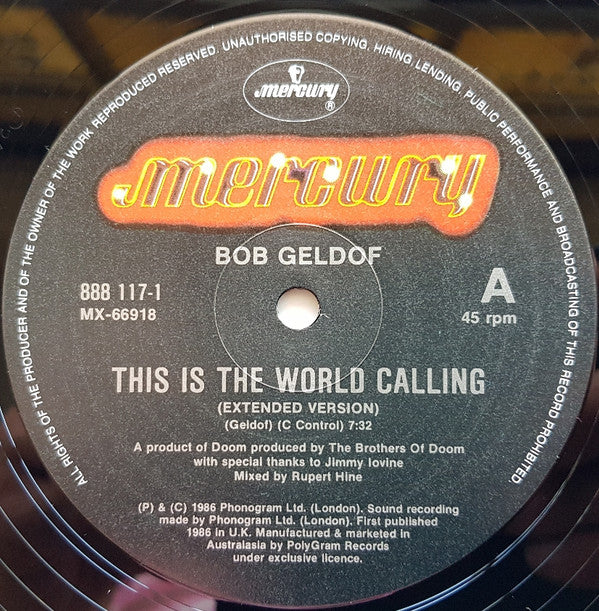 ALL RIGHTS OF THE PRODUCER AND OF THE OWNER OF THE WORK REPRODUCED RESERVED. UNAUTHORISED COPYING, HIRING, LENDING, PUBLIC PERFORMANCE AND BROADCASTING OF THIS RECORD PROHIBITED
mercury
®
mercury
BOB GELDOF
888 117-1
MX-66918
A
45 rpm
THIS IS THE WORLD CALLING
(EXTENDED VERSION)
(Geldof) (C Control) 7:32
A product of Doom produced by The Brothers Of Doom
with special thanks to Jimmy Iovine
Mixed by Rupert Hine
(P) & (C) 1986 Phonogram Ltd. (London). Sound recording
made by Phonogram Ltd. (London). First published
1986 in U.K. Manufactured & marketed in
Australasia by PolyGram Records
under exclusive licence.